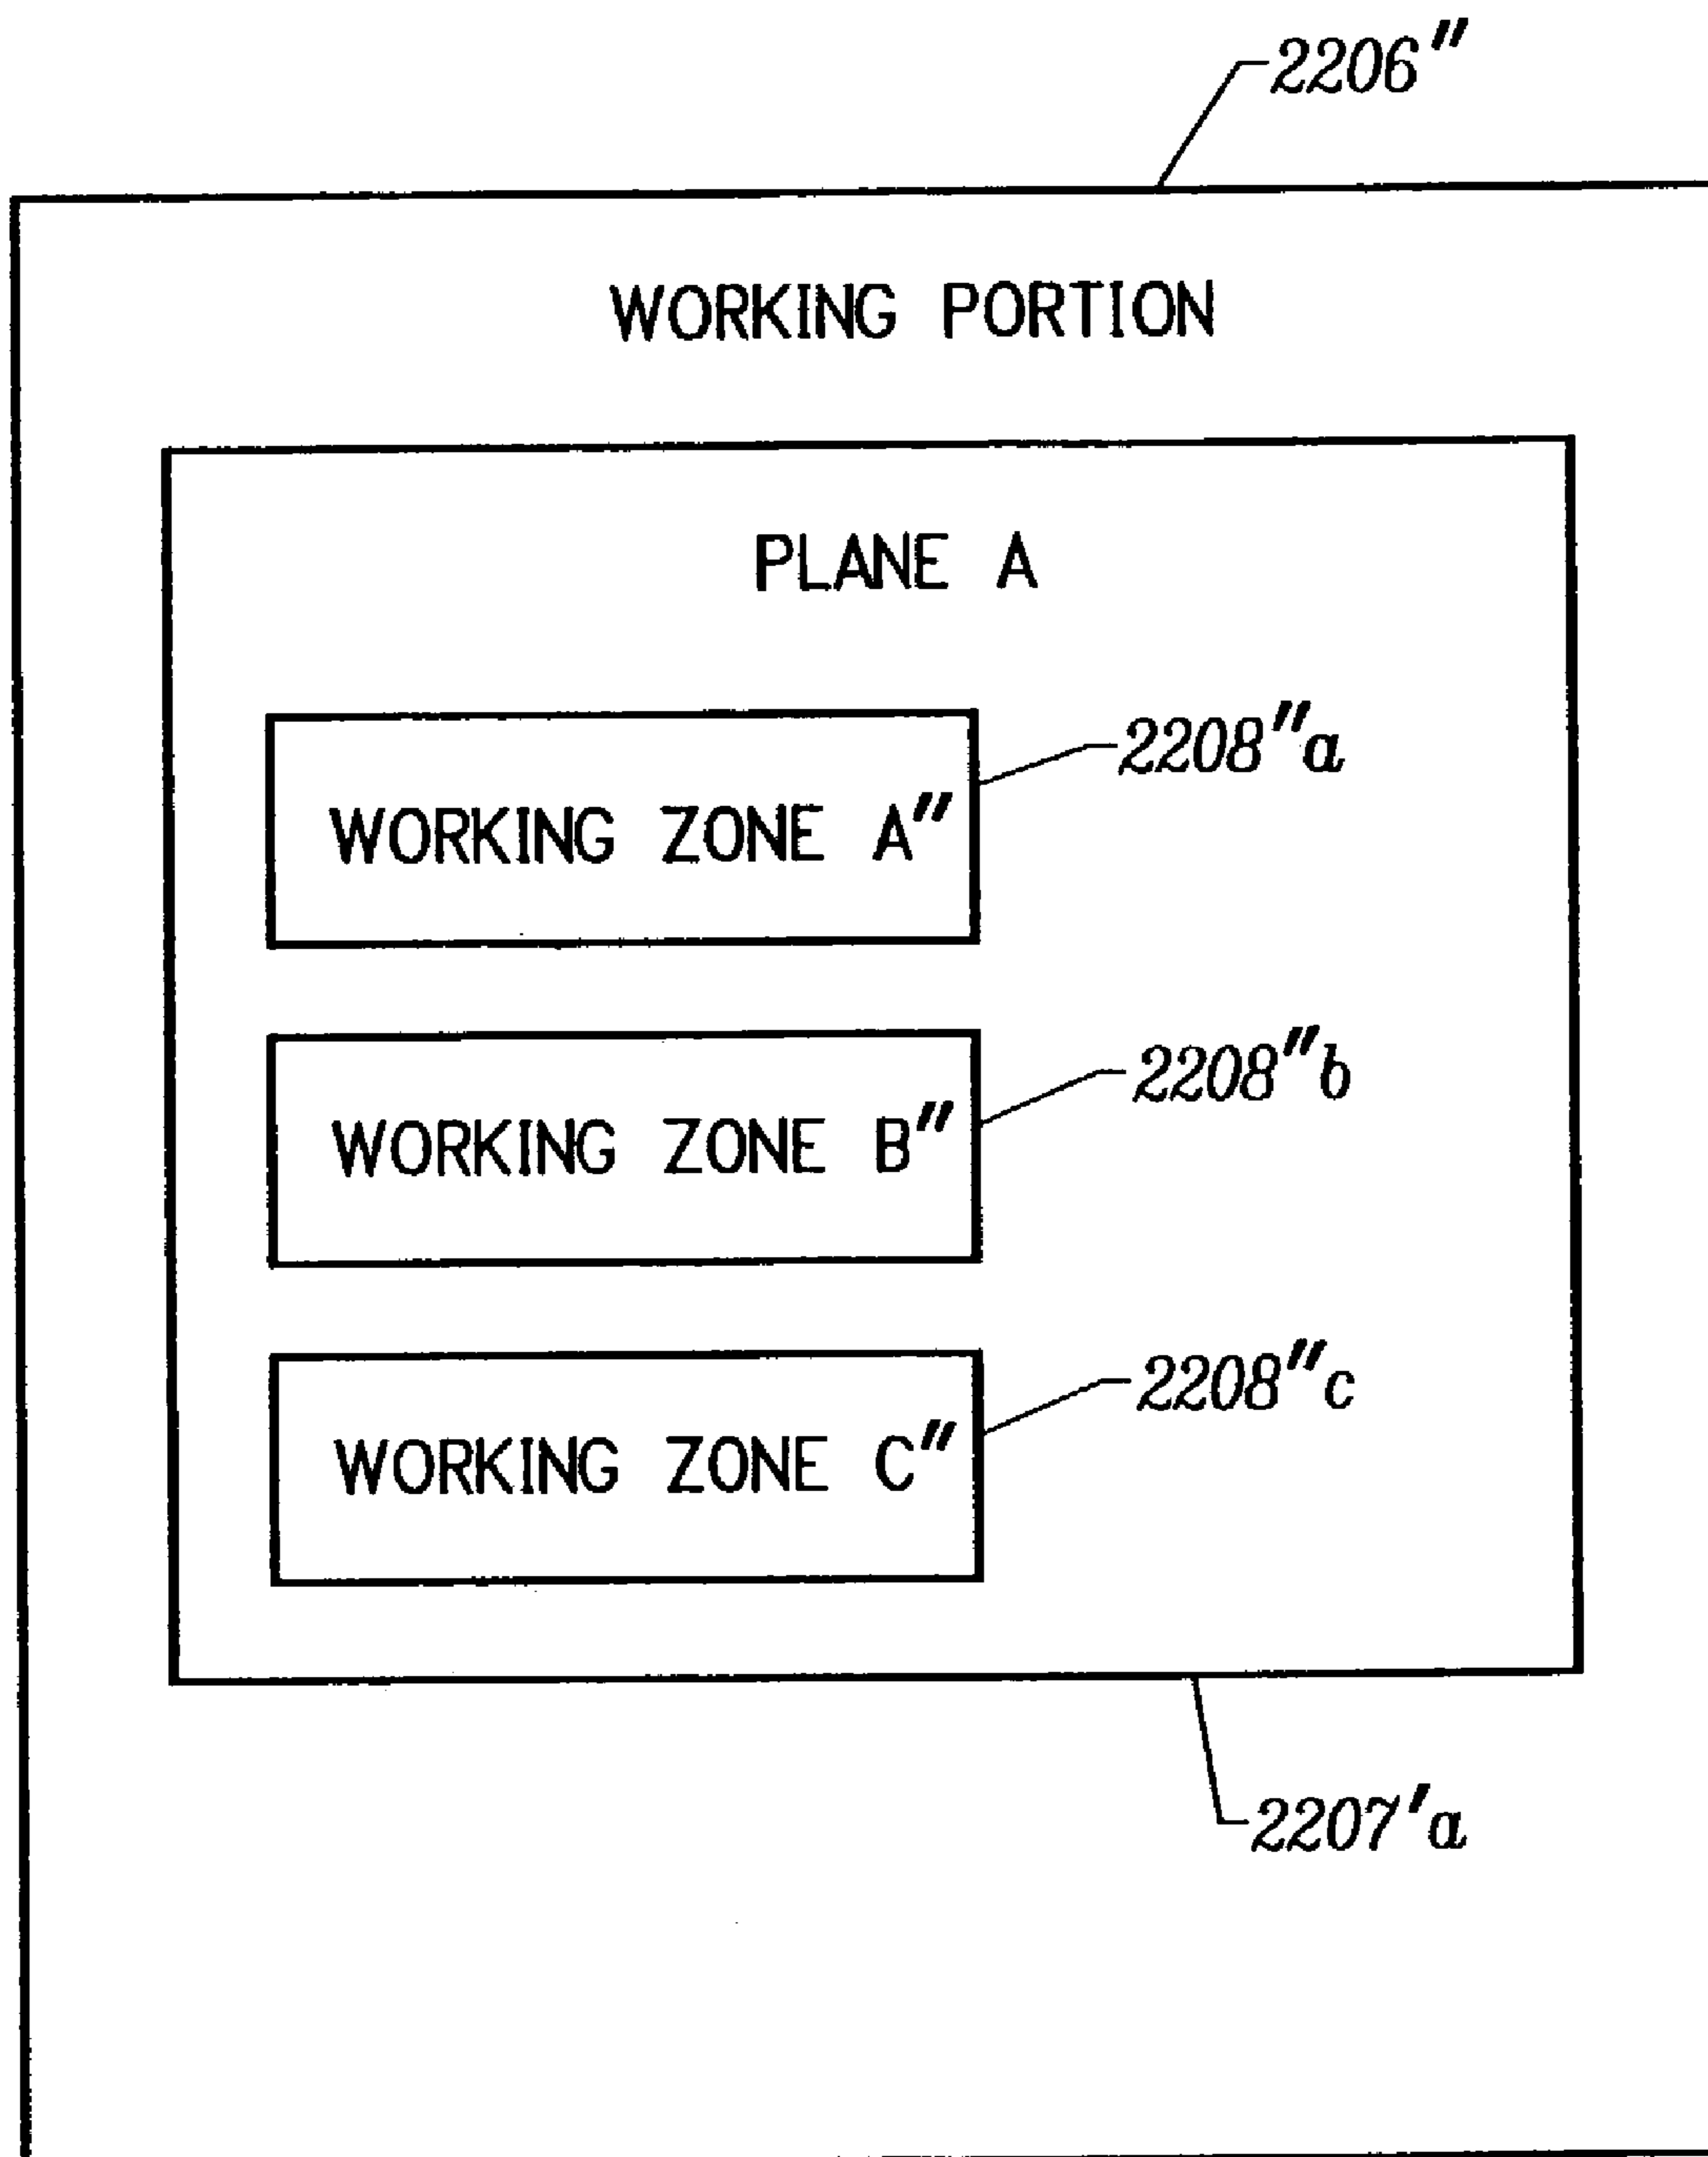 2206"
WORKING PORTION
PLANE A
2208"a
WORKING ZONE A"
2208"b
WORKING ZONE B"
2208"c
WORKING ZONE C"
2207'a